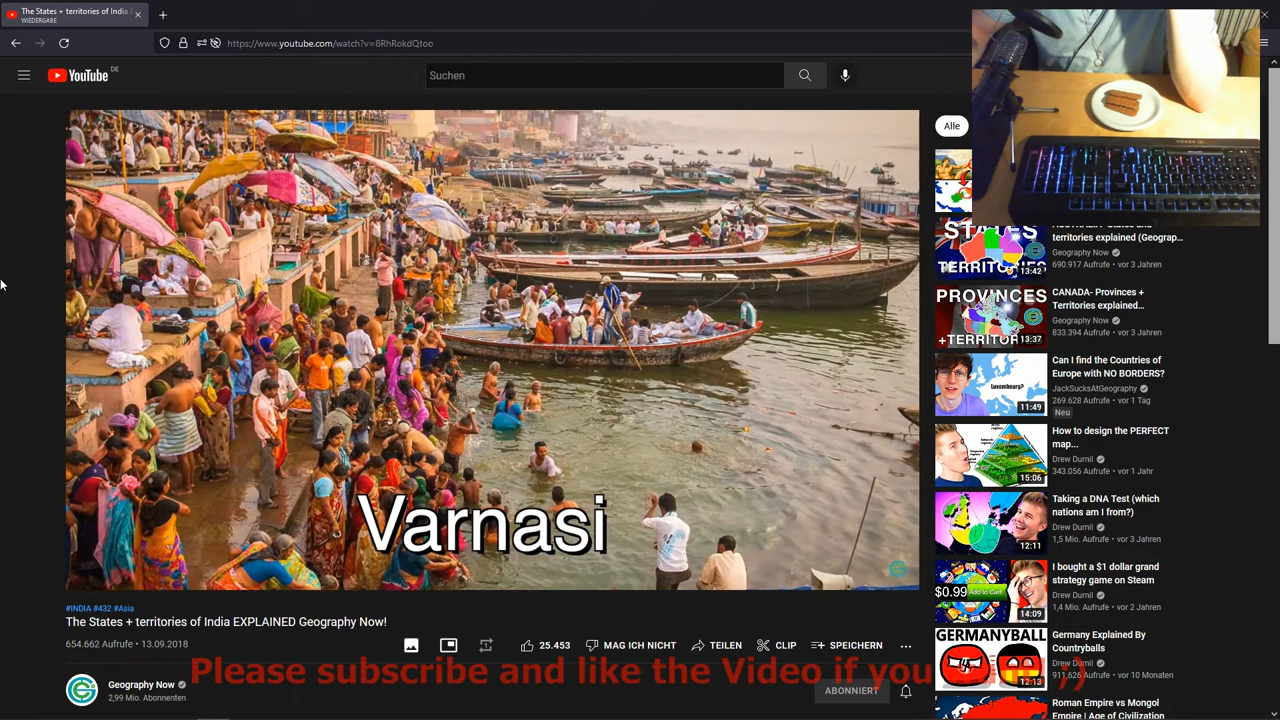 The States + territories of India
WIEDERGABE
https://www.youtube.com/watch?v=8RhRokdQtoo
YouTube DE
Suchen
Alle
Varnasi
#INDIA #432 #Asia
The States + territories of India EXPLAINED Geography Now!
654.662 Aufrufe • 13.09.2018
25.453
MAG ICH NICHT
TEILEN
CLIP
SPEICHERN
Please subscribe and like the Video if you
Geography Now
2,99 Mio. Abonnenten
ABONNIERT
STATES
TERRITORIES
13:42
territories explained (Geograp...
Geography Now
690.917 Aufrufe • vor 3 Jahren
PROVINCES
+TERRITORI
13:37
CANADA- Provinces +
Territories explained...
Geography Now
833.394 Aufrufe • vor 3 Jahren
Luxembourg?
11:49
Can I find the Countries of
Europe with NO BORDERS?
JackSucksAtGeography
269.628 Aufrufe • vor 1 Tag
Neu
15:06
How to design the PERFECT
map...
Drew Durnil
343.056 Aufrufe • vor 1 Jahr
12:11
Taking a DNA Test (which
nations am I from?)
Drew Durnil
1,5 Mio. Aufrufe • vor 3 Jahren
$0.99
Add to Cart
14:09
I bought a $1 dollar grand
strategy game on Steam
Drew Durnil
1,4 Mio. Aufrufe • vor 2 Jahren
GERMANYBALL
12:13
Germany Explained By
Countryballs
Drew Durnil
911.626 Aufrufe • vor 10 Monaten
Roman Empire vs Mongol
Empire | Age of Civilization